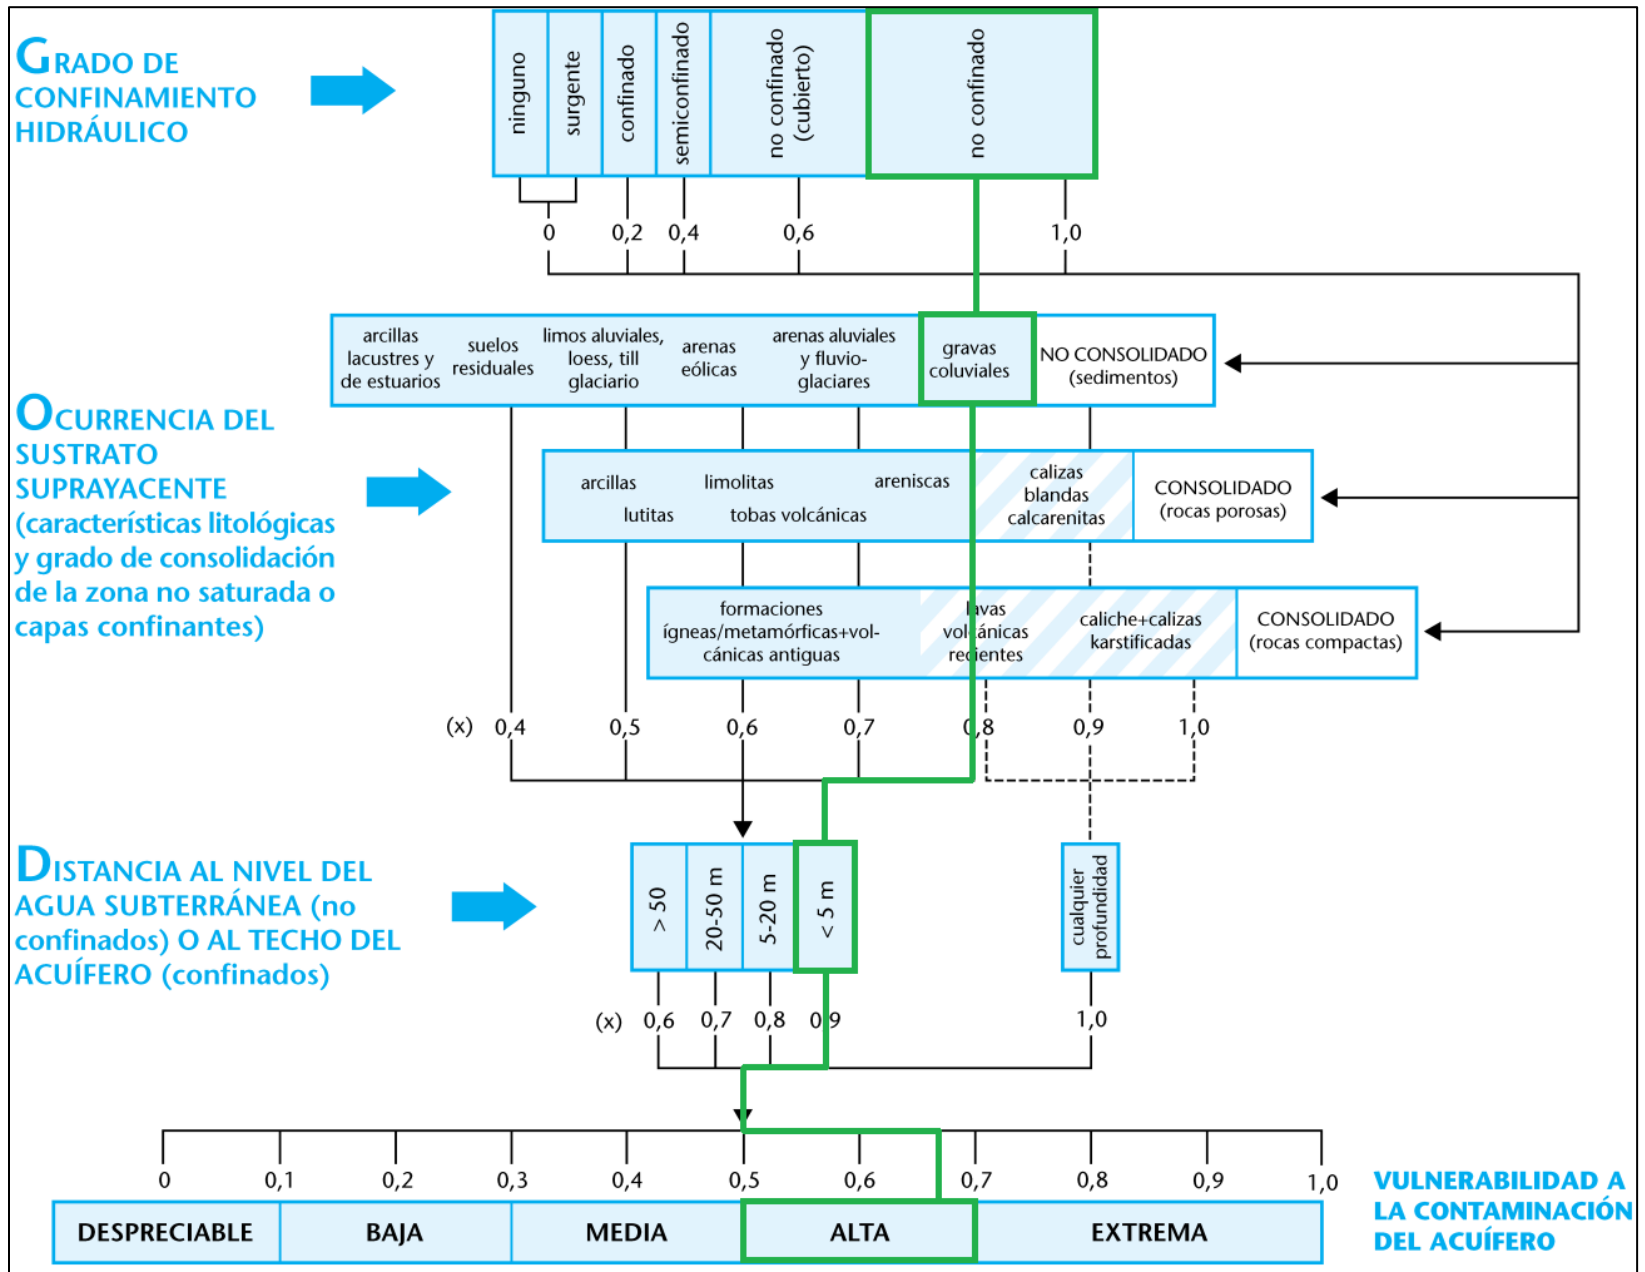 GRADO DE
CONFINAMIENTO
HIDRÁULICO
ninguno
surgente
confinado
semiconfinado
no confinado
(cubierto)
no confinado
0
0,2
0,4
0,6
1,0
OCURRENCIA DEL
SUSTRATO
SUPRAYACENTE
(características litológicas
y grado de consolidación
de la zona no saturada o
capas confinantes)
arcillas
lacustres y
de estuarios
suelos
residuales
limos aluviales,
loess, till
glaciario
arenas
eólicas
arenas aluviales
y fluvio-
glaciares
gravas
coluviales
NO CONSOLIDADO
(sedimentos)
arcillas
lutitas
limolitas
tobas volcánicas
areniscas
calizas
blandas
calcarenitas
CONSOLIDADO
(rocas porosas)
formaciones
ígneas/metamórficas+vol-
cánicas antiguas
lavas
volcánicas
recientes
caliche+calizas
karstificadas
CONSOLIDADO
(rocas compactas)
(x) 0,4 0,5 0,6 0,7 0,8 0,9 1,0
DISTANCIA AL NIVEL DEL
AGUA SUBTERRÁNEA (no
confinados) O AL TECHO DEL
ACUÍFERO (confinados)
> 50
20-50 m
5-20 m
< 5 m
cualquier
profundidad
(x) 0,6 0,7 0,8 0,9 1,0
0 0,1 0,2 0,3 0,4 0,5 0,6 0,7 0,8 0,9 1,0
DESPRECIABLE BAJA MEDIA ALTA EXTREMA
VULNERABILIDAD A
LA CONTAMINACIÓN
DEL ACUÍFERO